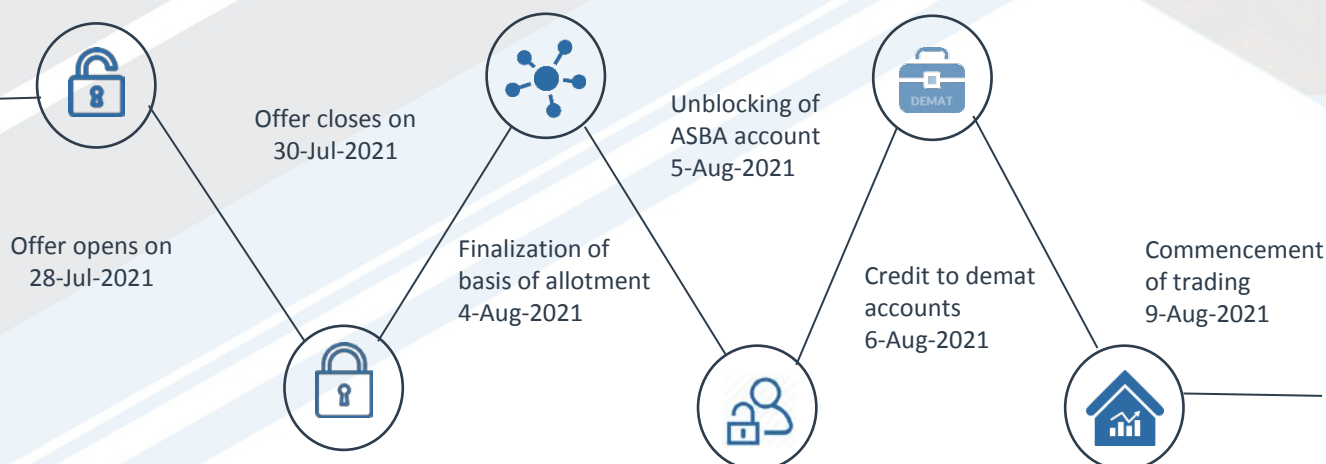 Offer opens on
28-Jul-2021
Offer closes on
30-Jul-2021
Finalization of
basis of allotment
4-Aug-2021
Unblocking of
ASBA account
5-Aug-2021
DEMAT
Credit to demat
accounts
6-Aug-2021
Commencement
of trading
9-Aug-2021